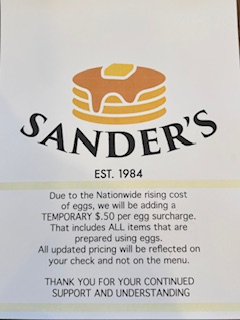 SANDER'S
EST. 1984
Due to the Nationwide rising cost
of eggs, we will be adding a
TEMPORARY $.50 per egg surcharge.
That includes ALL items that are
prepared using eggs.
All updated pricing will be reflected on
your check and not on the menu.
THANK YOU FOR YOUR CONTINUED
SUPPORT AND UNDERSTANDING